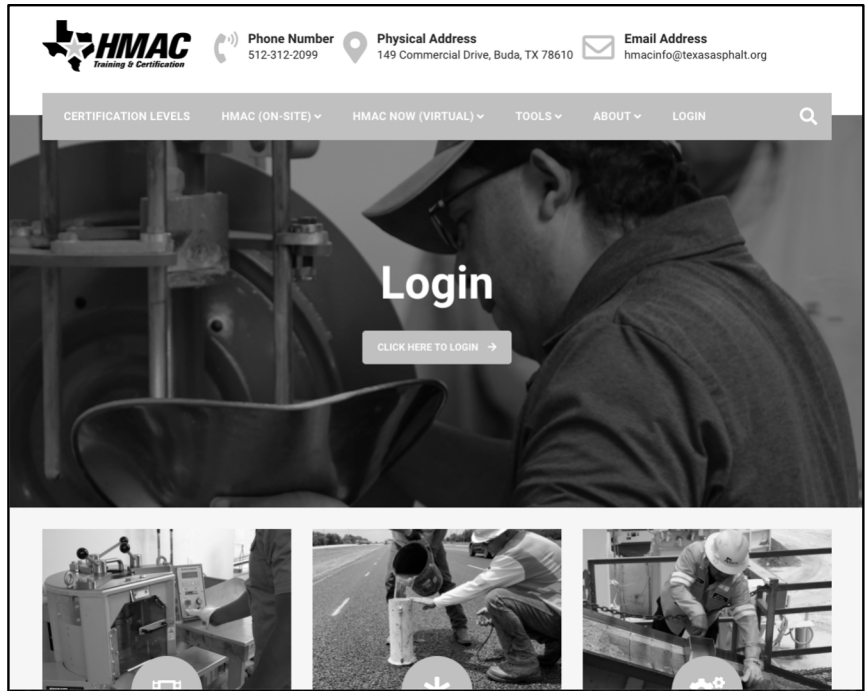 HMAC
Training & Certification
Phone Number
512-312-2099
Physical Address
149 Commercial Drive, Buda, TX 78610
Email Address
hmacinfo@texasasphalt.org
CERTIFICATION LEVELS HMAC (ON-SITE) HMAC NOW (VIRTUAL) TOOLS ABOUT LOGIN
Login
CLICK HERE TO LOGIN →